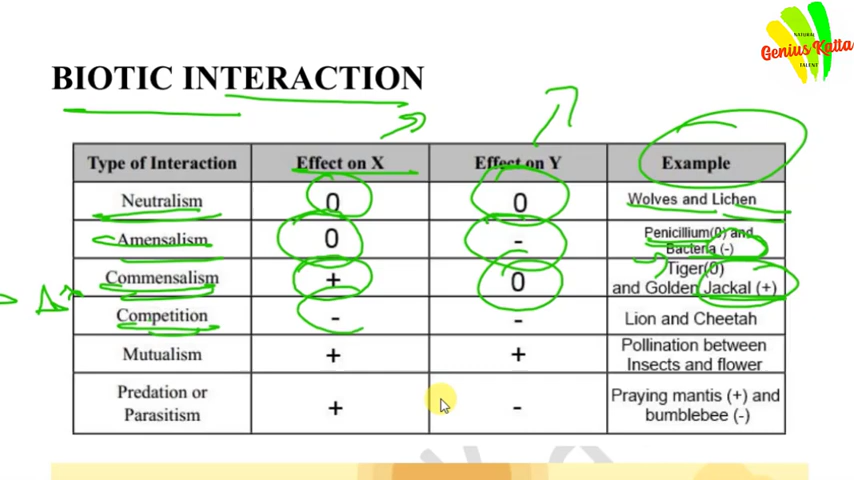 NATURAL
Genius Katta
TALENT
BIOTIC INTERACTION
Type of Interaction Effect on X Effect on Y Example
Neutralism 0 0 Wolves and Lichen
Amensalism 0 - Penicillium(0) and
Bacteria (-)
Commensalism + 0 Tiger(0)
and Golden Jackal (+)
Competition - - Lion and Cheetah
Mutualism + + Pollination between
Insects and flower
Predation or
Parasitism + - Praying mantis (+) and
bumblebee (-)